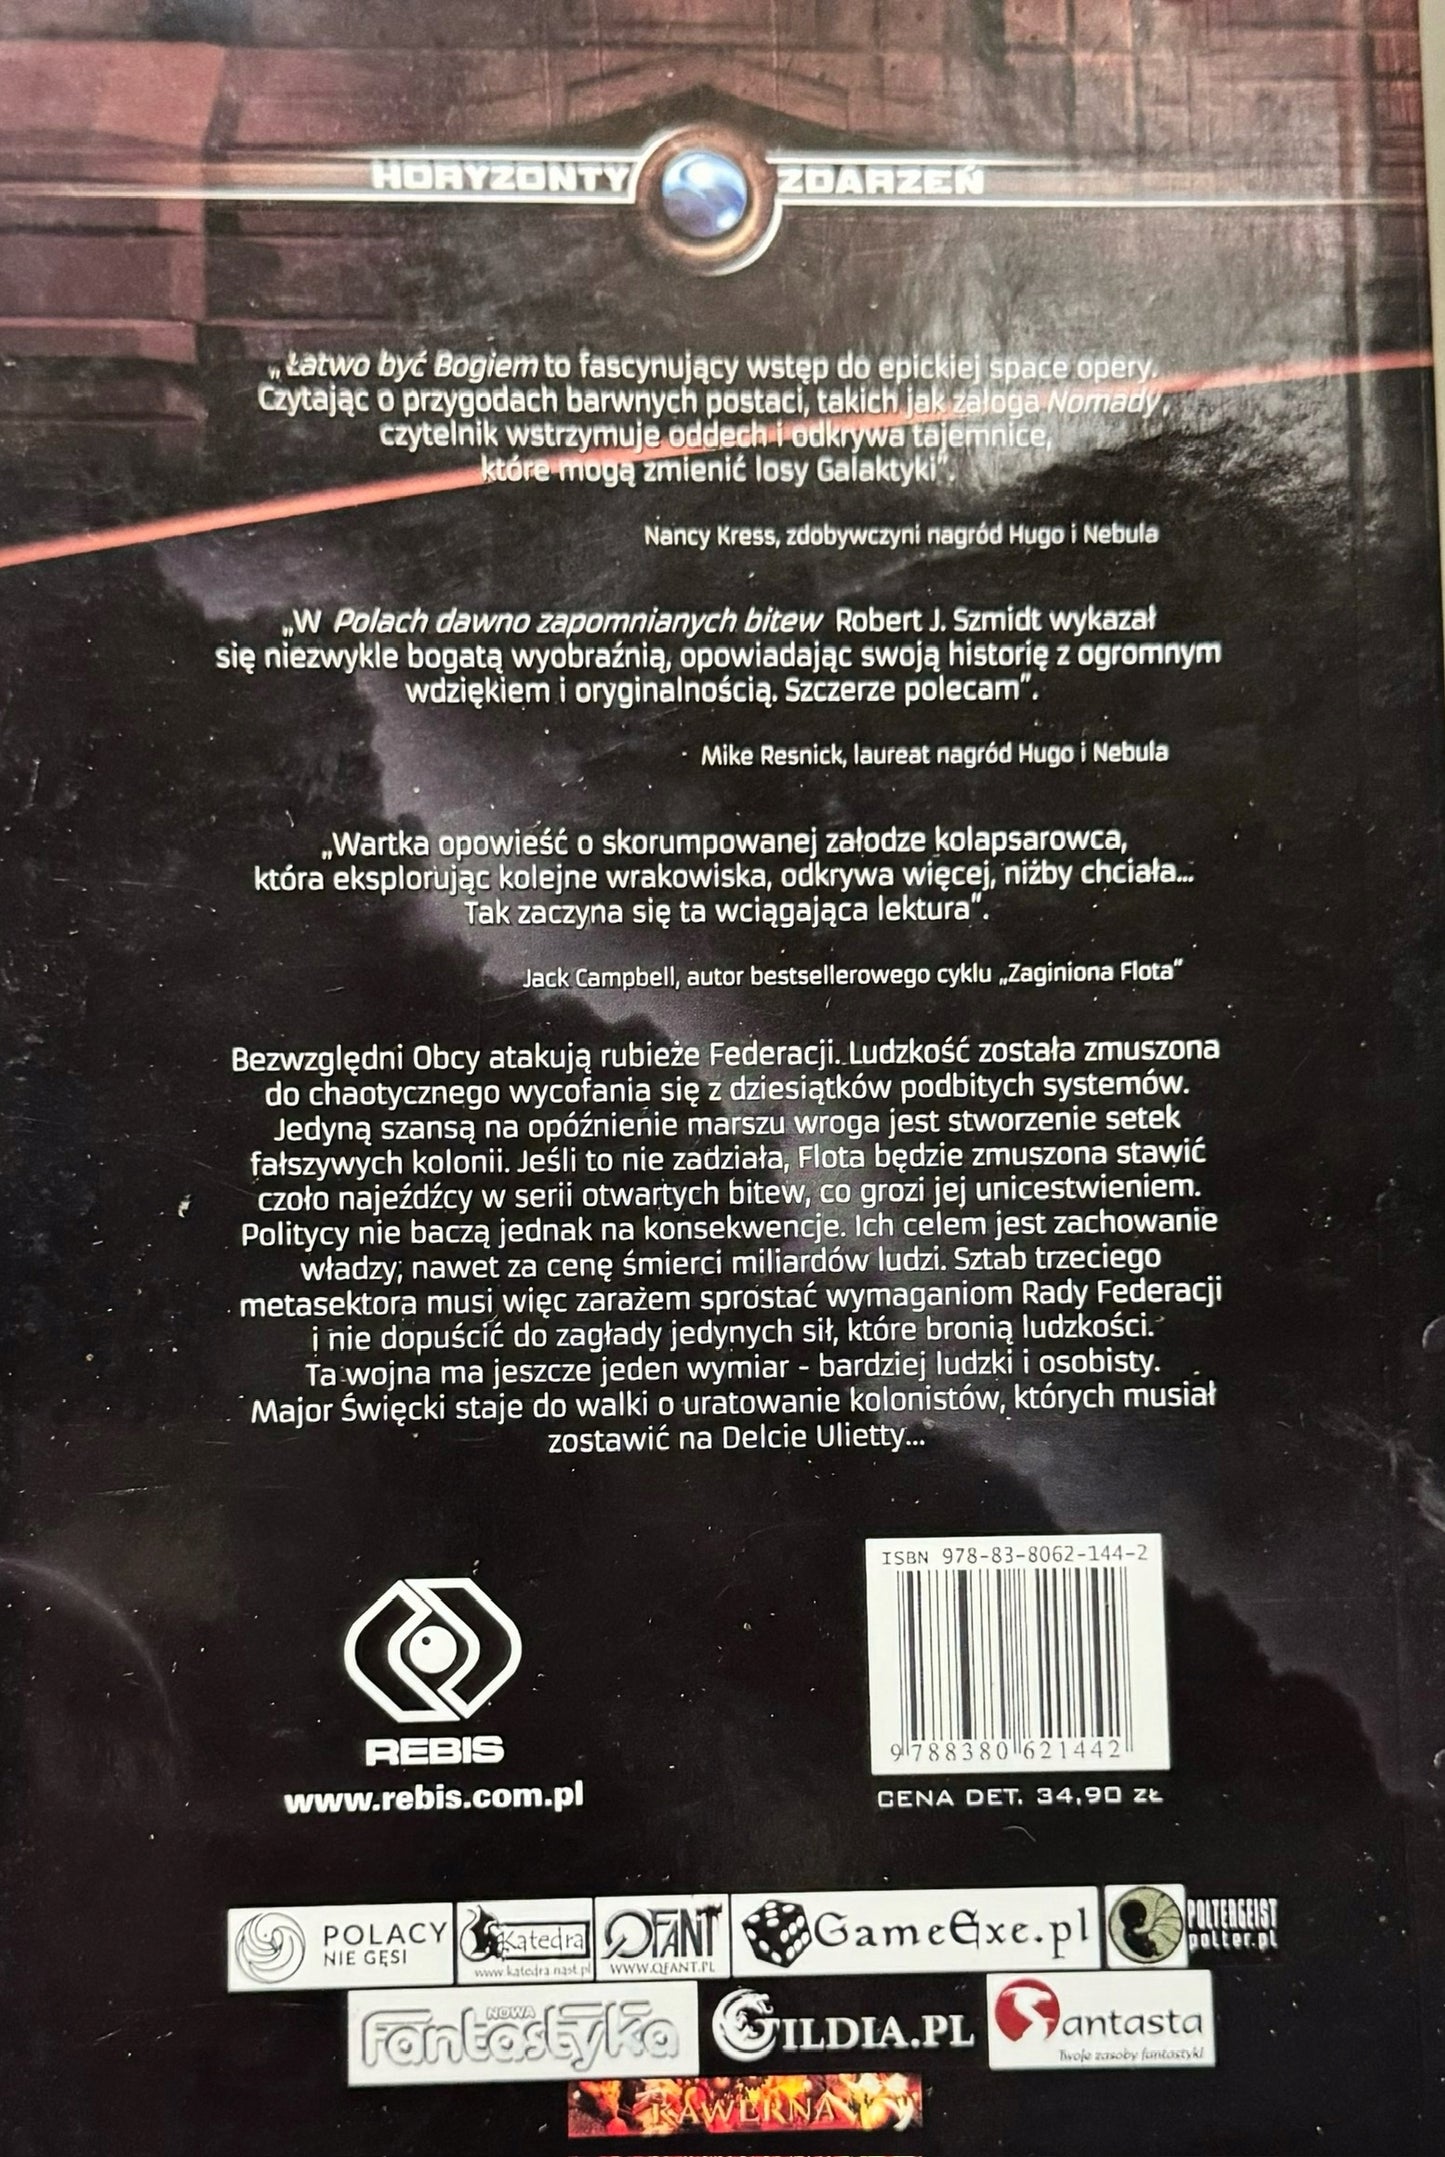 HORYZONTY ZDARZEŃ
„Łatwo być Bogiem to fascynujący wstęp do epickiej space opery.
Czytając o przygodach barwnych postaci, takich jak załoga Nomady,
czytelnik wstrzymuje oddech i odkrywa tajemnice,
które mogą zmienić losy Galaktyki”.
Nancy Kress, zdobywczyni nagród Hugo i Nebula
„W Polach dawno zapomnianych bitew Robert J. Szmidt wykazał
się niezwykle bogatą wyobraźnią, opowiadając swoją historię z ogromnym
wdziękiem i oryginalnością. Szczerze polecam”.
Mike Resnick, laureat nagród Hugo i Nebula
„Wartka opowieść o skorumpowanej załodze kolapsarowca,
która eksplorując kolejne wrakowiska, odkrywa więcej, niżby chciała...
Tak zaczyna się ta wciągająca lektura”.
Jack Campbell, autor bestsellerowego cyklu „Zaginiona Flota”
Bezwzględni Obcy atakują rubieże Federacji. Ludzkość została zmuszona
do chaotycznego wycofania się z dziesiątków podbitych systemów.
Jedyną szansą na opóźnienie marszu wroga jest stworzenie setek
fałszywych kolonii. Jeśli to nie zadziała, Flota będzie zmuszona stawić
czoło najeźdźcy w serii otwartych bitew, co grozi jej unicestwieniem.
Politycy nie baczą jednak na konsekwencje. Ich celem jest zachowanie
władzy, nawet za cenę śmierci miliardów ludzi. Sztab trzeciego
metasektora musi więc zarazem sprostać wymaganiom Rady Federacji
i nie dopuścić do zagłady jedynych sił, które bronią ludzkości.
Ta wojna ma jeszcze jeden wymiar - bardziej ludzki i osobisty.
Major Święcki staje do walki o uratowanie kolonistów, których musiał
zostawić na Delcie Ulietty...
ISBN 978-83-8062-144-2
9 788380 621442
REBIS
www.rebis.com.pl
CENA DET. 34,90 ZŁ
POLACY
NIE GĘSI
Katedra
www.katedra.nast.pl
QFANT
WWW.QFANT.PL
GameExe.pl
POLTERGEIST
polter.pl
NOWA
Fantastyka
GILDIA.PL
Fantasta
Twoje zasoby fantastyki
KAWERNA